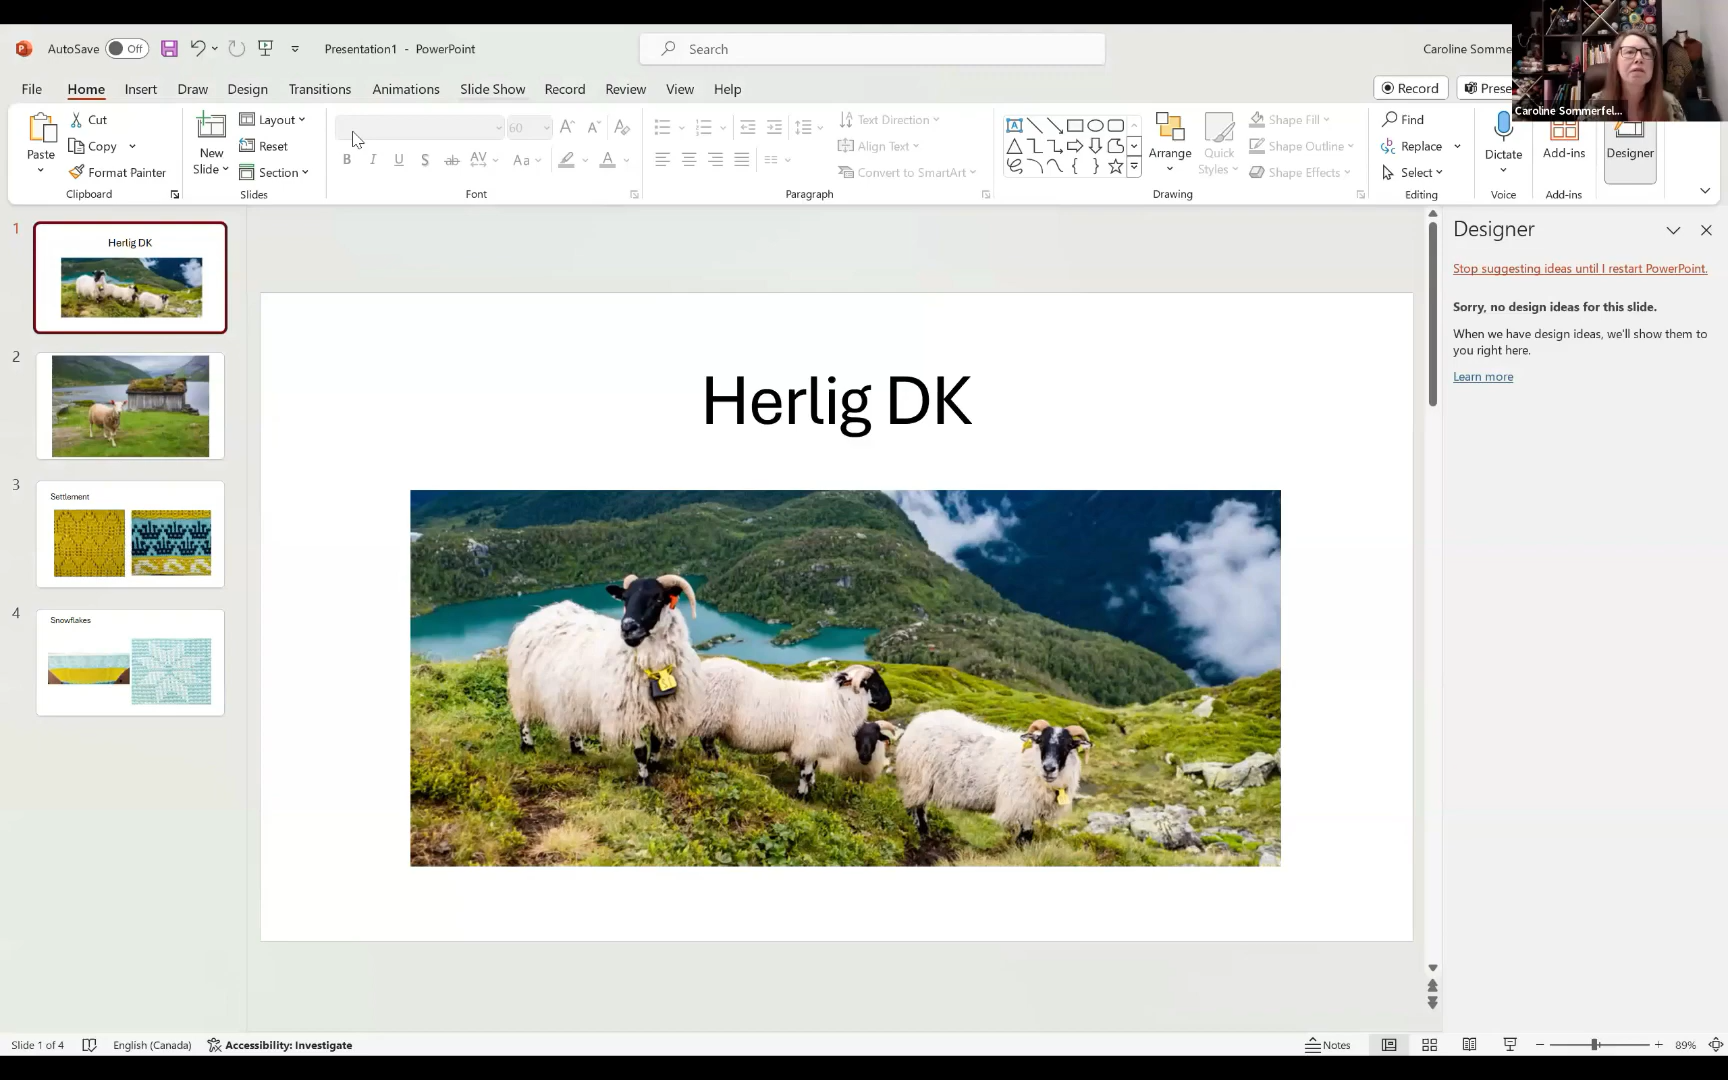 AutoSave Off Presentation1 - PowerPoint Search Caroline Somme
File Home Insert Draw Design Transitions Animations Slide Show Record Review View Help Record Prese
Caroline Sommerfel...
Paste
Cut
Copy
Format Painter
Clipboard
New
Slide
Layout
Reset
Section
Slides
60
Aa
Font
Text Direction
Align Text
Convert to SmartArt
Paragraph
Arrange
Quick
Styles
Shape Fill
Shape Outline
Shape Effects
Drawing
Find
Replace
Select
Editing
Dictate
Voice
Add-ins
Add-ins
Designer
1
Herlig DK
2
3
Settlement
4
Snowflakes
Herlig DK
Designer
Stop suggesting ideas until I restart PowerPoint.
Sorry, no design ideas for this slide.
When we have design ideas, we'll show them to
you right here.
Learn more
Slide 1 of 4 English (Canada) Accessibility: Investigate Notes 89%